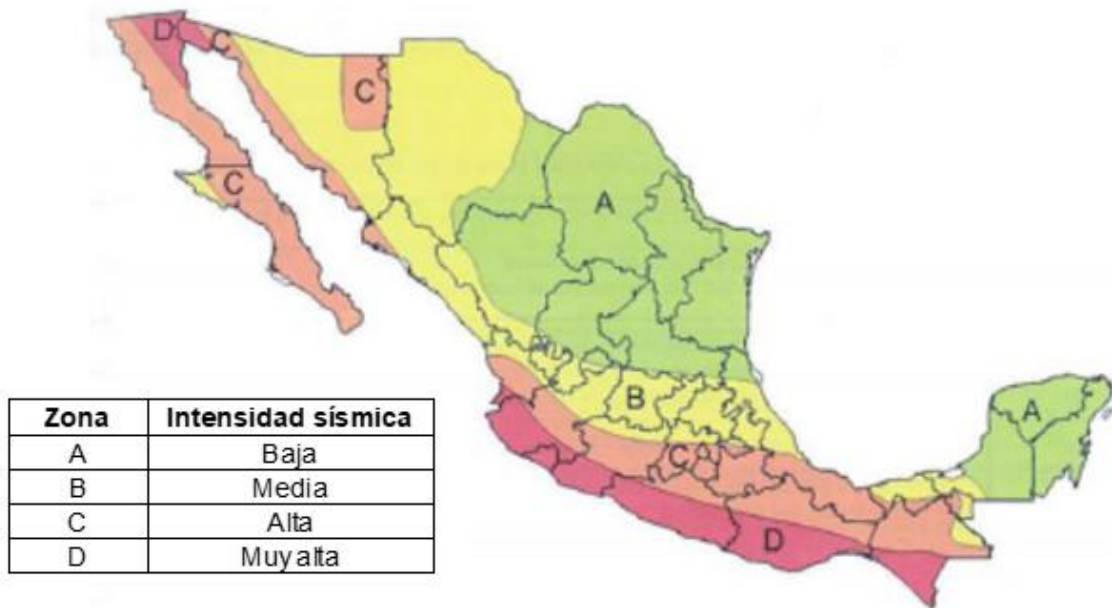 D
C
C
C
A
B
C
D
A
Zona Intensidad sísmica
A Baja
B Media
C Alta
D Muy alta